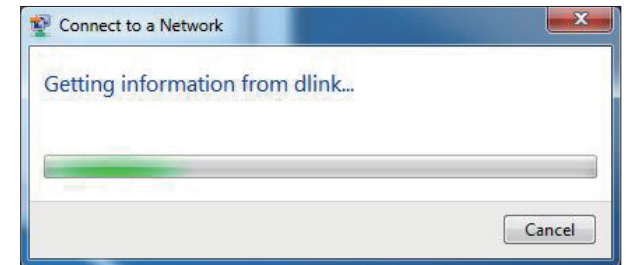 Connect to a Network
Getting information from dlink...
Cancel